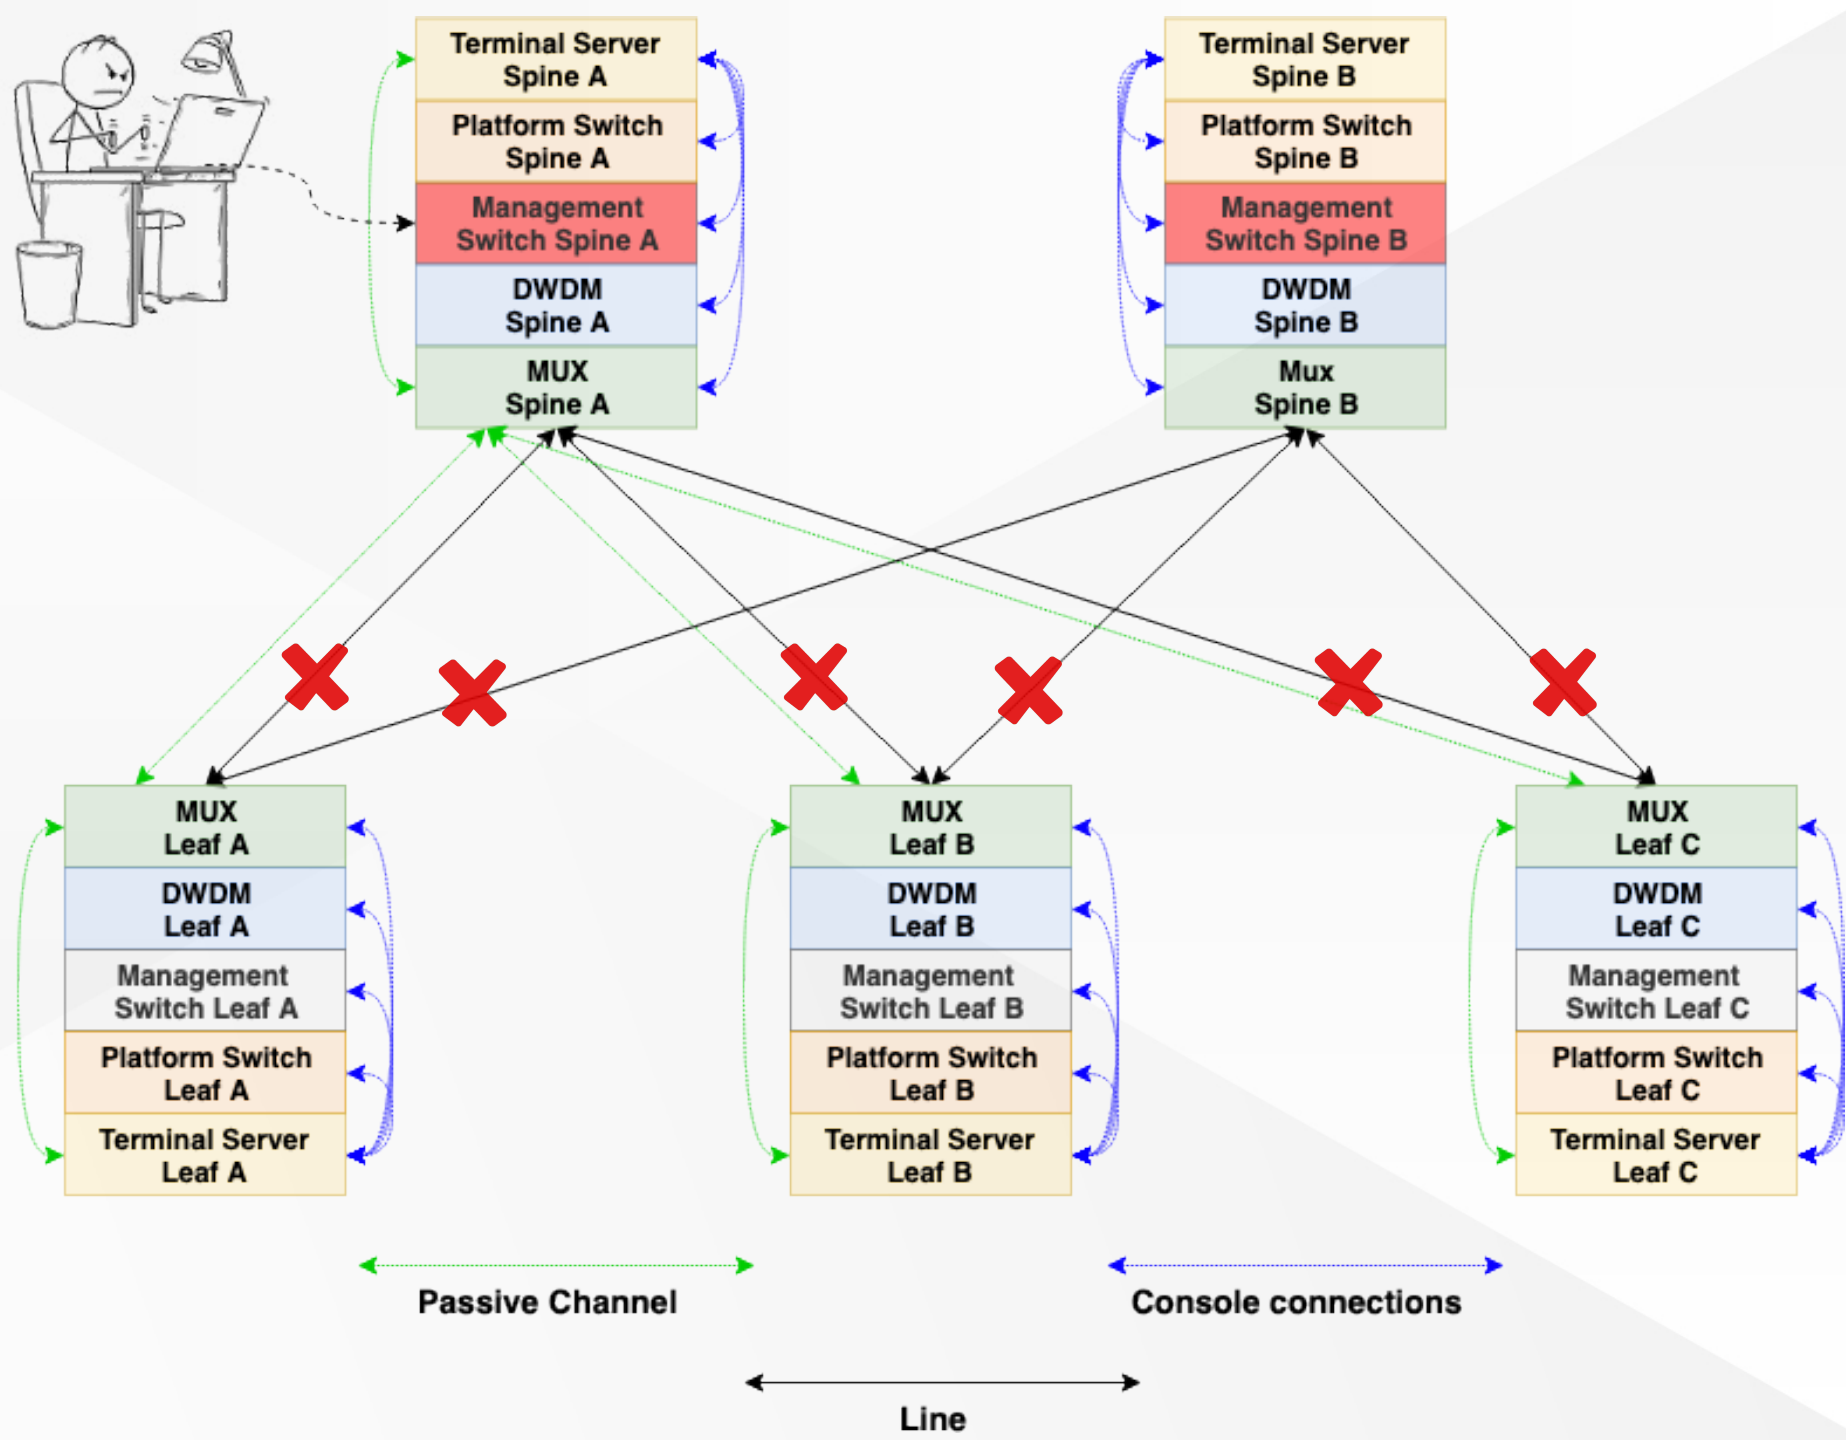 Terminal Server
Spine A
Platform Switch
Spine A
Management
Switch Spine A
DWDM
Spine A
MUX
Spine A
Terminal Server
Spine B
Platform Switch
Spine B
Management
Switch Spine B
DWDM
Spine B
Mux
Spine B
MUX
Leaf A
DWDM
Leaf A
Management
Switch Leaf A
Platform Switch
Leaf A
Terminal Server
Leaf A
MUX
Leaf B
DWDM
Leaf B
Management
Switch Leaf B
Platform Switch
Leaf B
Terminal Server
Leaf B
MUX
Leaf C
DWDM
Leaf C
Management
Switch Leaf C
Platform Switch
Leaf C
Terminal Server
Leaf C
Passive Channel
Console connections
Line